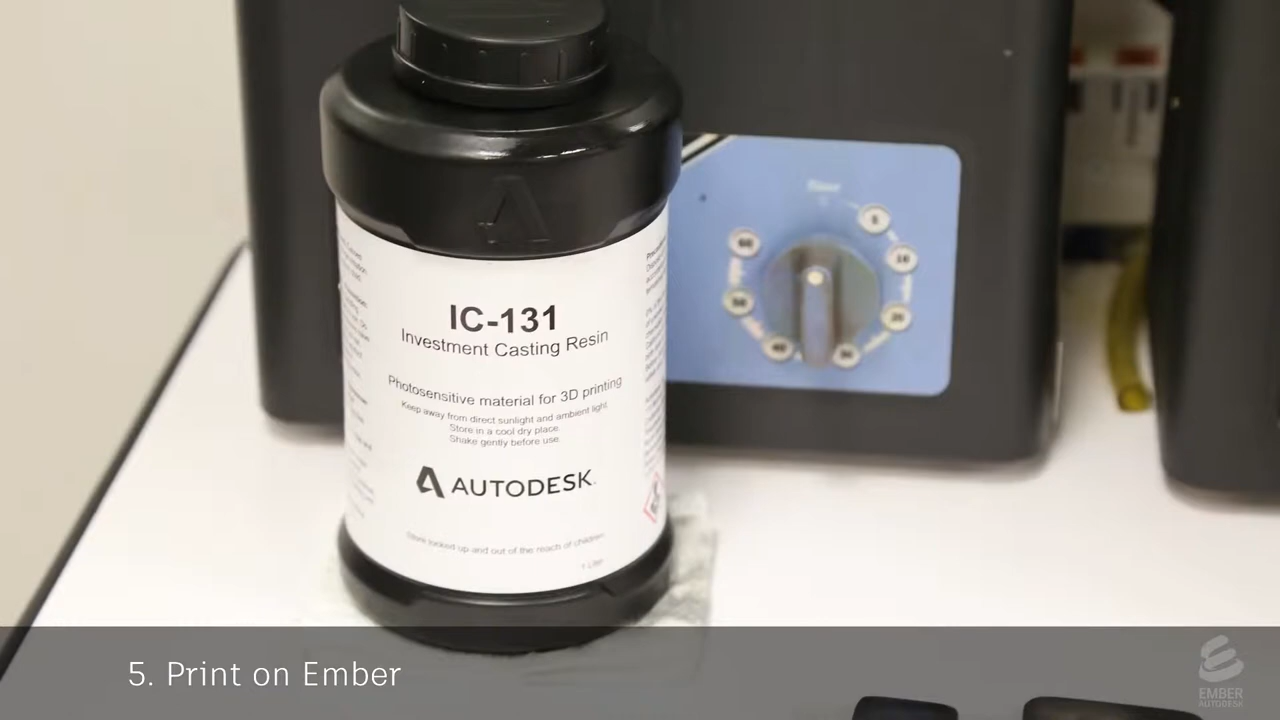 IC-131
Investment Casting Resin
Photosensitive material for 3D printing
Keep away from direct sunlight and ambient light.
Store in a cool dry place.
Shake gently before use.
AUTODESK.
Store locked up and out of the reach of children.
1 Liter
60
50
40
30
10
5
5. Print on Ember
EMBER
AUTODESK